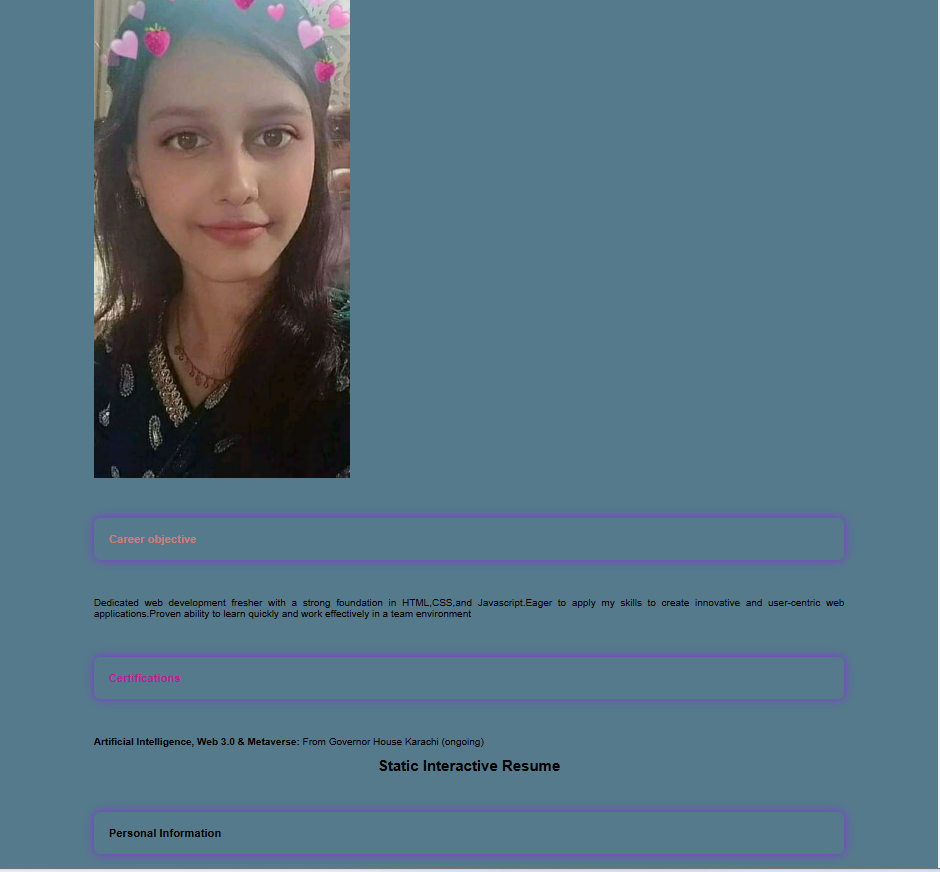 Career objective
Dedicated web development fresher with a strong foundation in HTML,CSS,and Javascript.Eager to apply my skills to create innovative and user-centric web
applications.Proven ability to learn quickly and work effectively in a team environment
Certifications
Artificial Intelligence, Web 3.0 & Metaverse: From Governor House Karachi (ongoing)
Static Interactive Resume
Personal Information